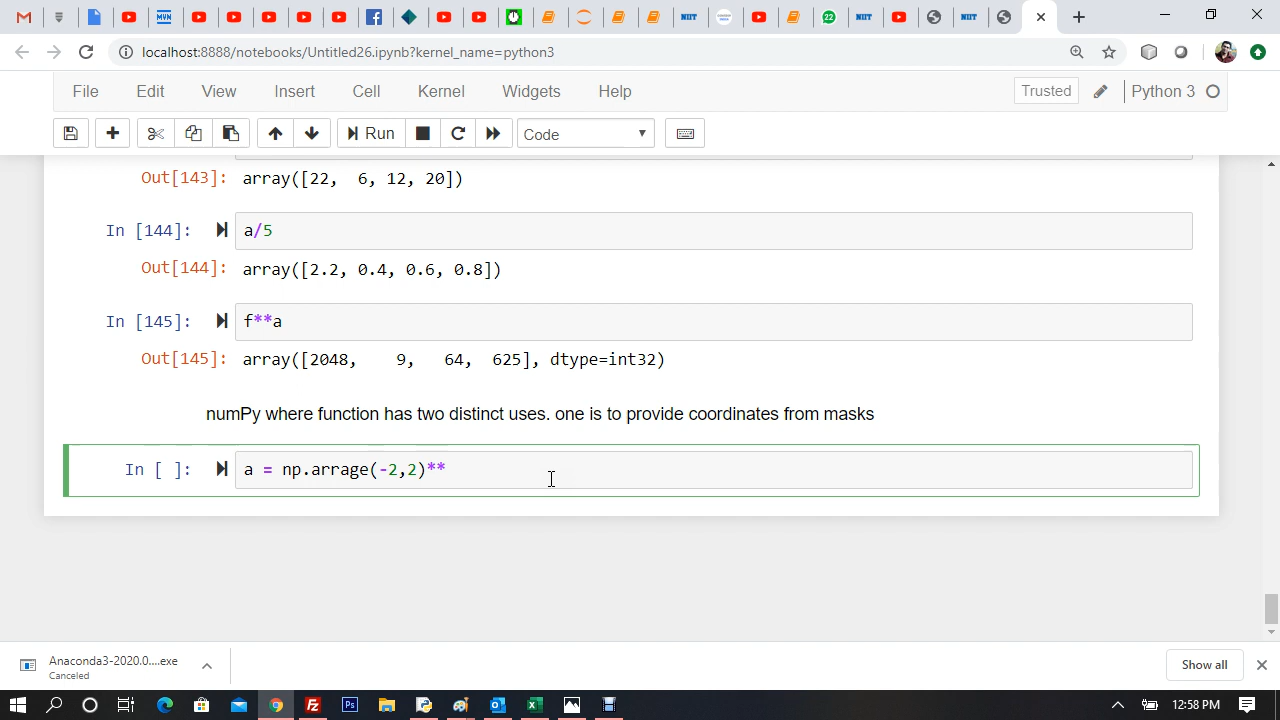 localhost:8888/notebooks/Untitled26.ipynb?kernel_name=python3
File Edit View Insert Cell Kernel Widgets Help Trusted Python 3
Run Code
Out[143]: array([22, 6, 12, 20])
In [144]: a/5
Out[144]: array([2.2, 0.4, 0.6, 0.8])
In [145]: f**a
Out[145]: array([2048, 9, 64, 625], dtype=int32)
numPy where function has two distinct uses. one is to provide coordinates from masks
In [ ]: a = np.arrage(-2,2)**
Anaconda3-2020.0....exe
Canceled
Show all
12:58 PM